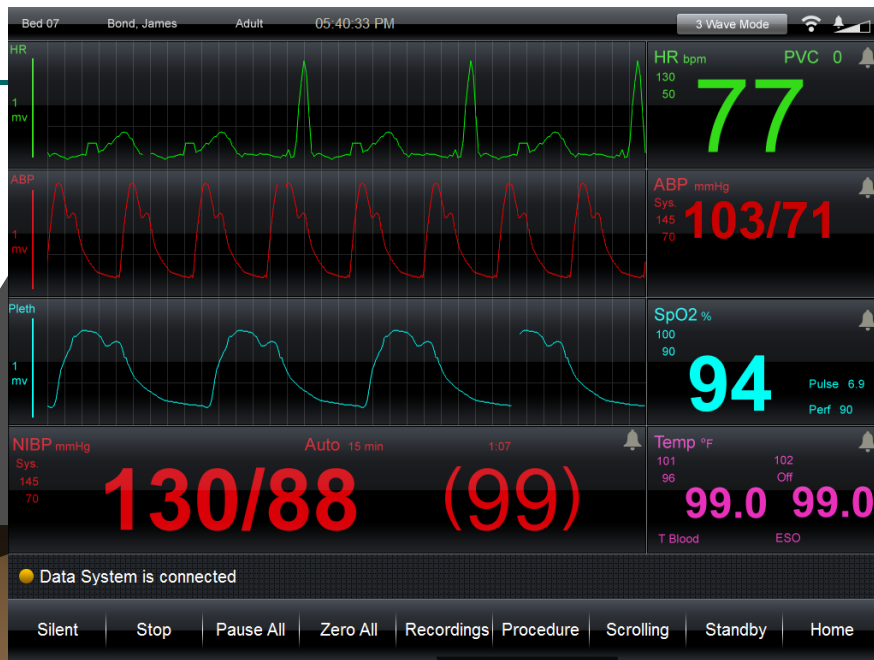 Bed 07 Bond, James Adult 05:40:33 PM 3 Wave Mode
HR
1
mv
HR bpm PVC 0
130
50
77
ABP
1
mv
ABP mmHg
Sys.
145
70
103/71
Pleth
1
mv
SpO2 %
100
90
94
Pulse 6.9
Perf 90
NIBP mmHg Auto 15 min 1:07
Sys.
145
70
130/88 (99)
Temp °F
101 102
96 Off
99.0 99.0
T Blood ESO
Data System is connected
Silent Stop Pause All Zero All Recordings Procedure Scrolling Standby Home